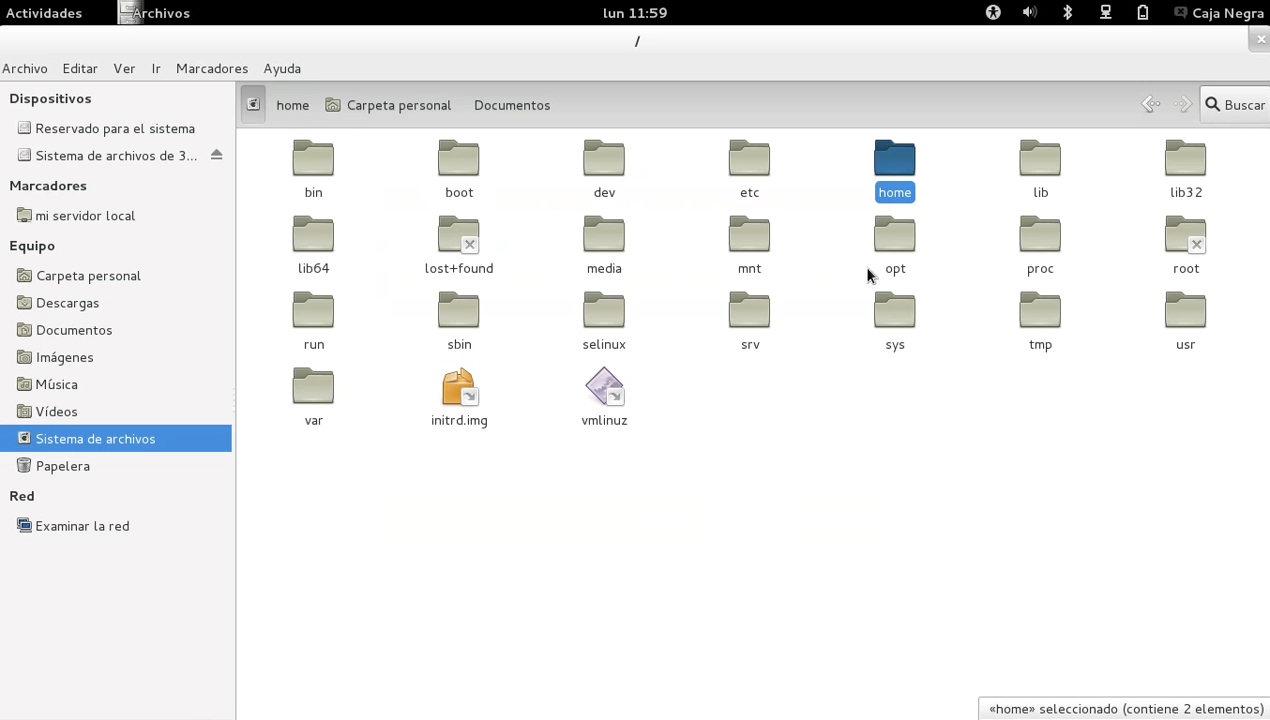 Actividades Archivos lun 11:59 Caja Negra
/
Archivo Editar Ver Ir Marcadores Ayuda
Dispositivos
Reservado para el sistema
Sistema de archivos de 3...
Marcadores
mi servidor local
Equipo
Carpeta personal
Descargas
Documentos
Imágenes
Música
Vídeos
Sistema de archivos
Papelera
Red
Examinar la red
home Carpeta personal Documentos Buscar
bin boot dev etc home lib lib32
lib64 lost+found media mnt opt proc root
run sbin selinux srv sys tmp usr
var initrd.img vmlinuz
«home» seleccionado (contiene 2 elementos)